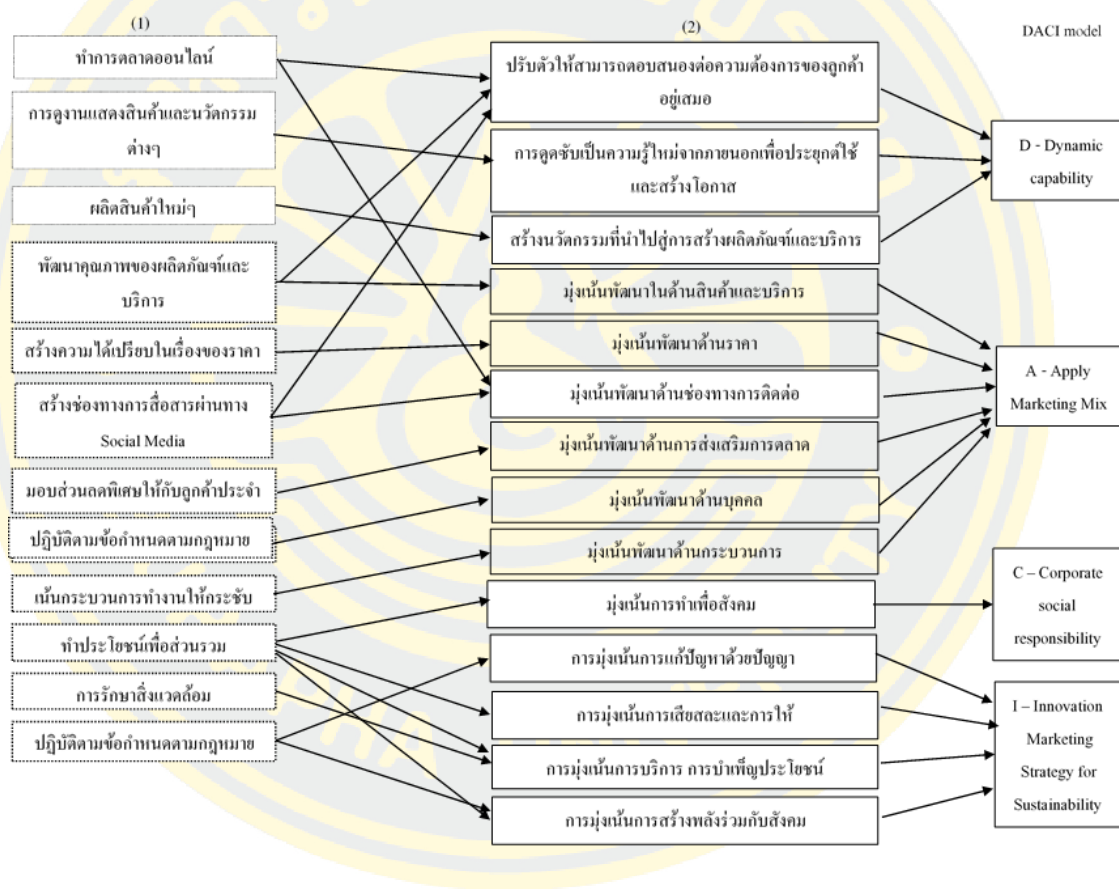 (1)
ทำการตลาดออนไลน์
การดูงานแสดงสินค้าและนวัตกรรม
ต่างๆ
ผลิตสินค้าใหม่ๆ
พัฒนาคุณภาพของผลิตภัณฑ์และ
บริการ
สร้างความได้เปรียบในเรื่องของราคา
สร้างช่องทางการสื่อสารผ่านทาง
Social Media
มอบส่วนลดพิเศษให้กับลูกค้าประจำ
ปฏิบัติตามข้อกำหนดตามกฎหมาย
เน้นกระบวนการทำงานให้กระชับ
ทำประโยชน์เพื่อส่วนรวม
การรักษาสิ่งแวดล้อม
ปฏิบัติตามข้อกำหนดตามกฎหมาย
(2)
ปรับตัวให้สามารถตอบสนองต่อความต้องการของลูกค้า
อยู่เสมอ
การดูดซับเป็นความรู้ใหม่จากภายนอกเพื่อประยุกต์ใช้
และสร้างโอกาส
สร้างนวัตกรรมที่นำไปสู่การสร้างผลิตภัณฑ์และบริการ
มุ่งเน้นพัฒนาในด้านสินค้าและบริการ
มุ่งเน้นพัฒนาด้านราคา
มุ่งเน้นพัฒนาด้านช่องทางการติดต่อ
มุ่งเน้นพัฒนาด้านการส่งเสริมการตลาด
มุ่งเน้นพัฒนาด้านบุคคล
มุ่งเน้นพัฒนาด้านกระบวนการ
มุ่งเน้นการทำเพื่อสังคม
การมุ่งเน้นการแก้ปัญหาด้วยปัญญา
การมุ่งเน้นการเสียสละและการให้
การมุ่งเน้นการบริการ การบำเพ็ญประโยชน์
การมุ่งเน้นการสร้างพลังร่วมกับสังคม
DACI model
D - Dynamic
capability
A - Apply
Marketing Mix
C – Corporate
social
responsibility
I – Innovation
Marketing
Strategy for
Sustainability